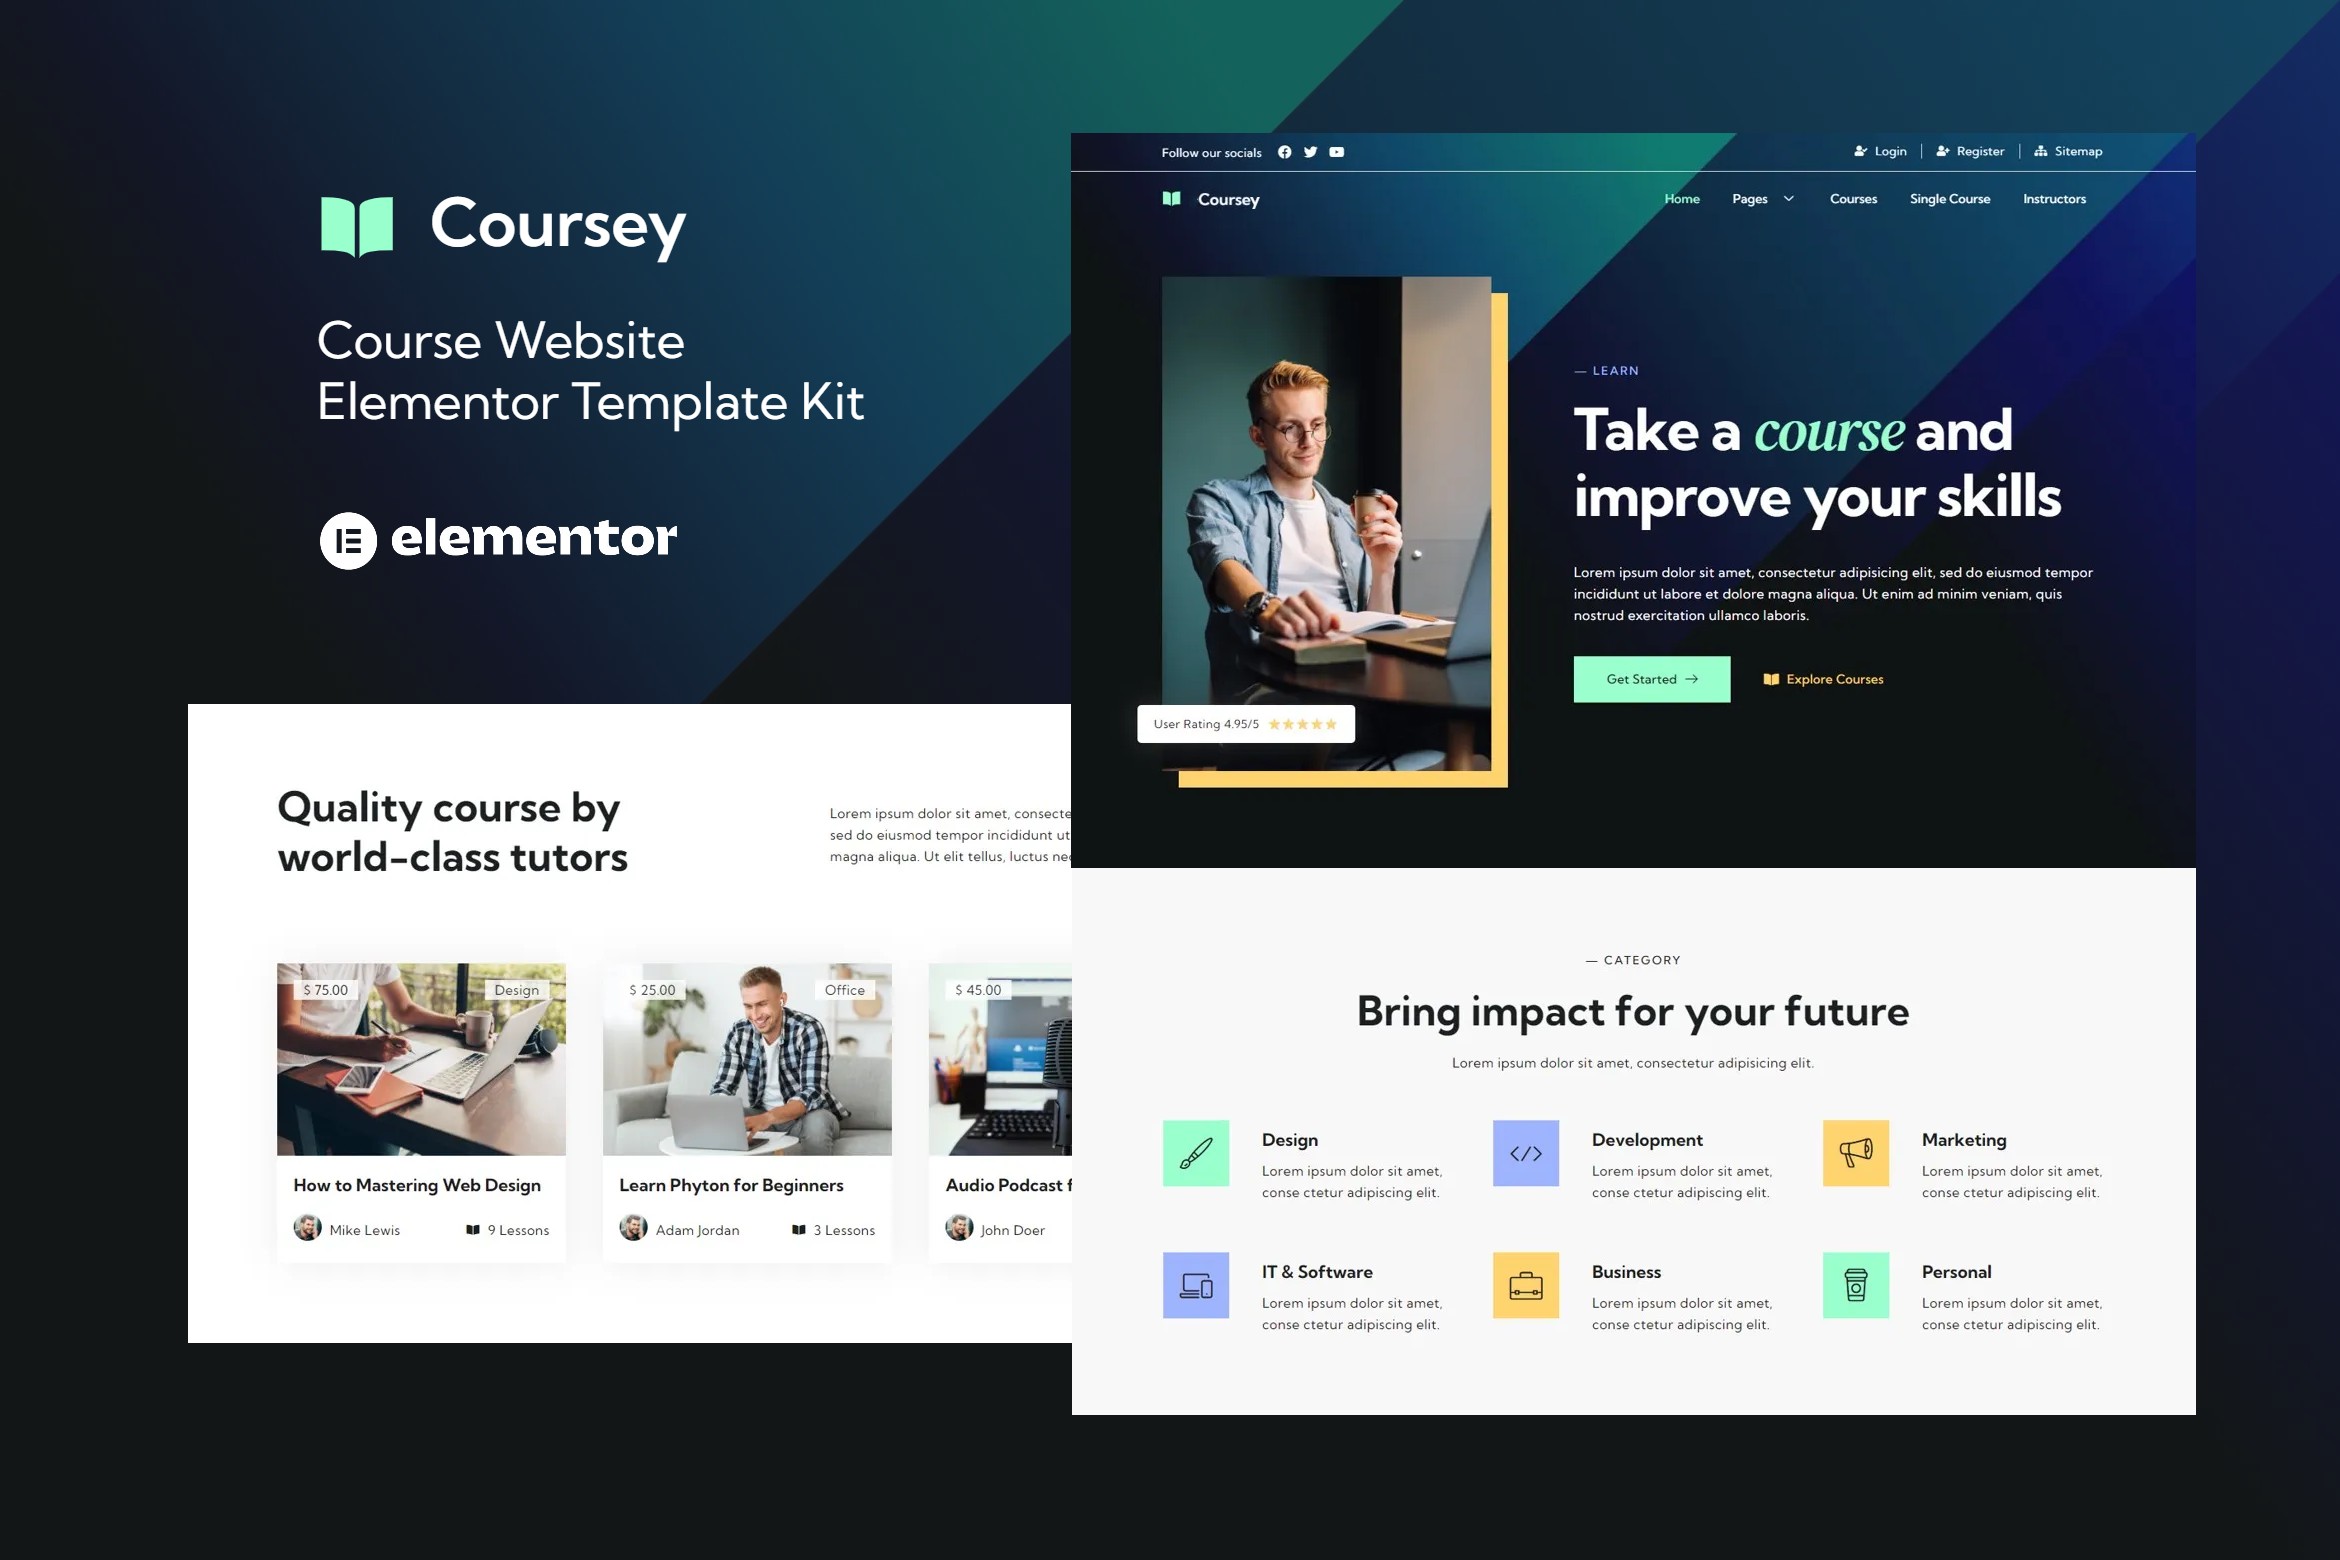 Coursey
Course Website
Elementor Template Kit
elementor
Quality course by
world-class tutors
Lorem ipsum dolor sit amet,
sed do eiusmod tempor incididunt ut
magna aliqua. Ut elit tellus, luctus
$ 75.00
Design
How to Mastering Web Design
Mike Lewis
9 Lessons
$ 25.00
Office
Learn Phyton for Beginners
Adam Jordan
3 Lessons
$ 45.00
Audio Podcast
John Doer
Follow our socials
Login
Register
Sitemap
Coursey
Home
Pages
Courses
Single Course
Instructors
— LEARN
Take a course and
improve your skills
Lorem ipsum dolor sit amet, consectetur adipisicing elit, sed do eiusmod tempor
incididunt ut labore et dolore magna aliqua. Ut enim ad minim veniam, quis
nostrud exercitation ullamco laboris.
Get Started
Explore Courses
User Rating 4.95/5
— CATEGORY
Bring impact for your future
Lorem ipsum dolor sit amet, consectetur adipisicing elit.
Design
Lorem ipsum dolor sit amet,
conse ctetur adipiscing elit.
Development
Lorem ipsum dolor sit amet,
conse ctetur adipiscing elit.
Marketing
Lorem ipsum dolor sit amet,
conse ctetur adipiscing elit.
IT & Software
Lorem ipsum dolor sit amet,
conse ctetur adipiscing elit.
Business
Lorem ipsum dolor sit amet,
conse ctetur adipiscing elit.
Personal
Lorem ipsum dolor sit amet,
conse ctetur adipiscing elit.